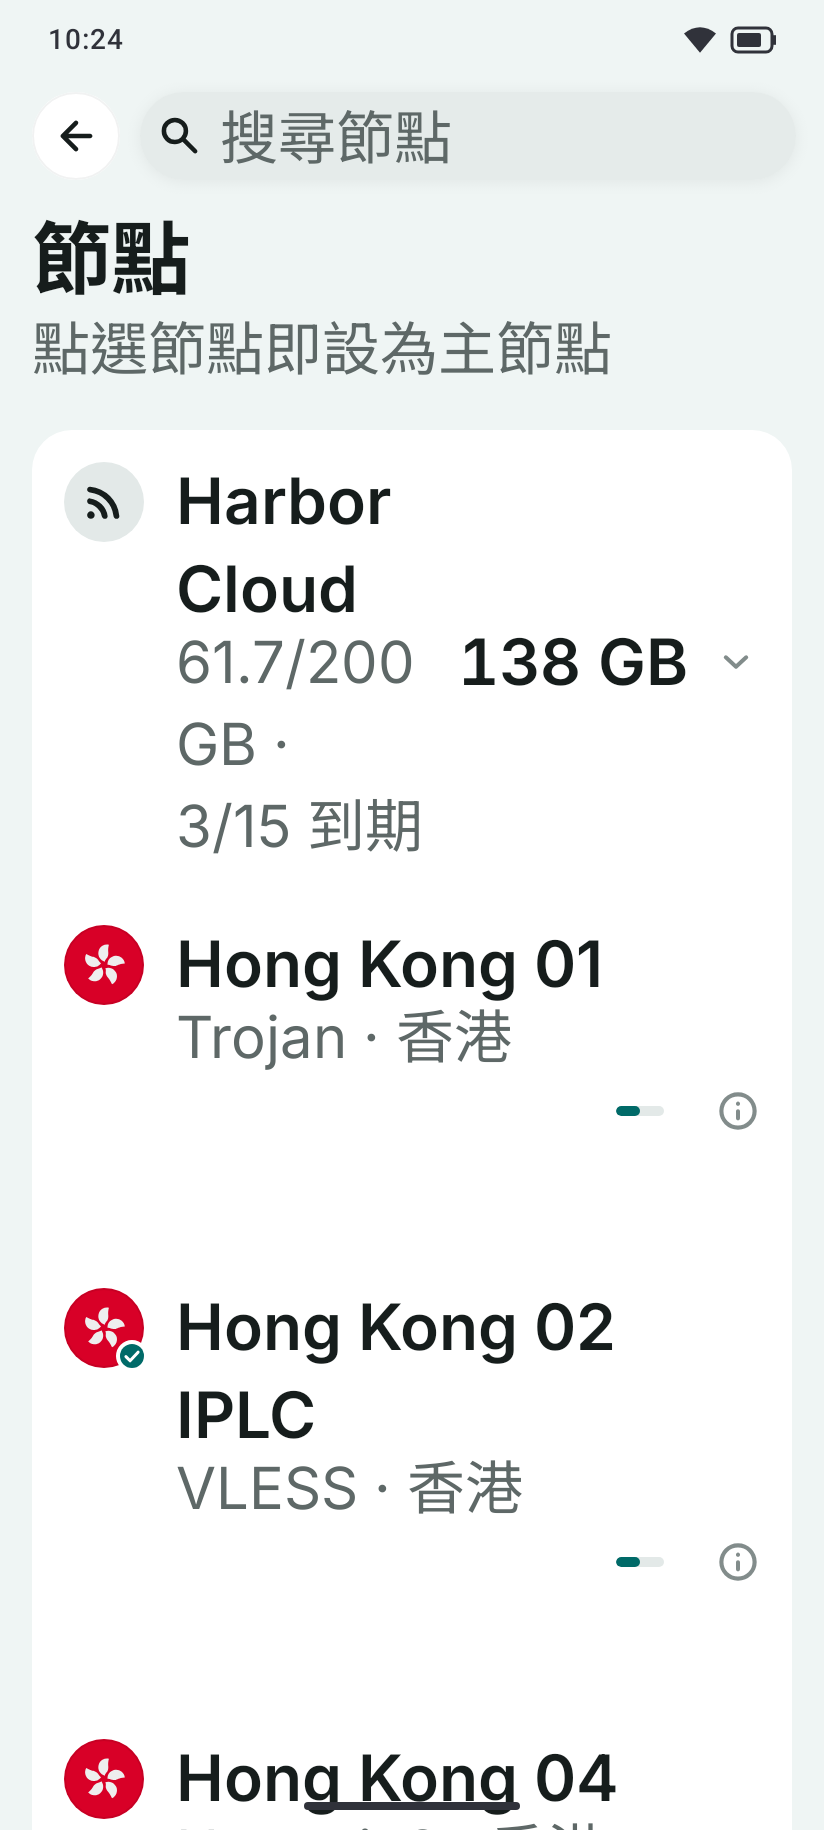 10:24
搜尋節點
節點
點選節點即設為主節點
Harbor
Cloud
61.7/200
GB ·
3/15 到期
138 GB
Hong Kong 01
Trojan · 香港
Hong Kong 02
IPLC
VLESS · 香港
Hong Kong 04